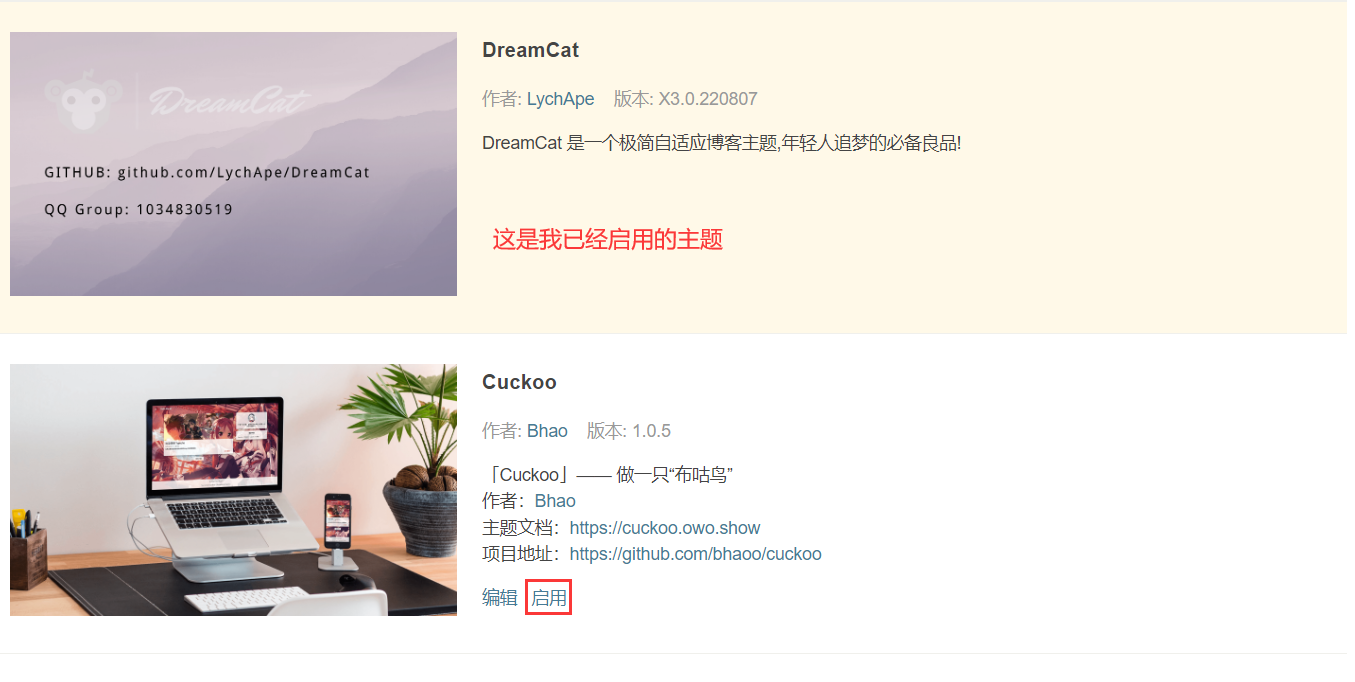 DreamCat
GITHUB: github.com/LychApe/DreamCat
QQ Group: 1034830519
DreamCat
作者: LychApe 版本: X3.0.220807
DreamCat 是一个极简自适应博客主题,年轻人追梦的必备良品!
这是我已经启用的主题
Cuckoo
作者: Bhao 版本: 1.0.5
「Cuckoo」—— 做一只“布咕鸟”
作者：Bhao
主题文档：https://cuckoo.owo.show
项目地址：https://github.com/bhaoo/cuckoo
编辑 启用